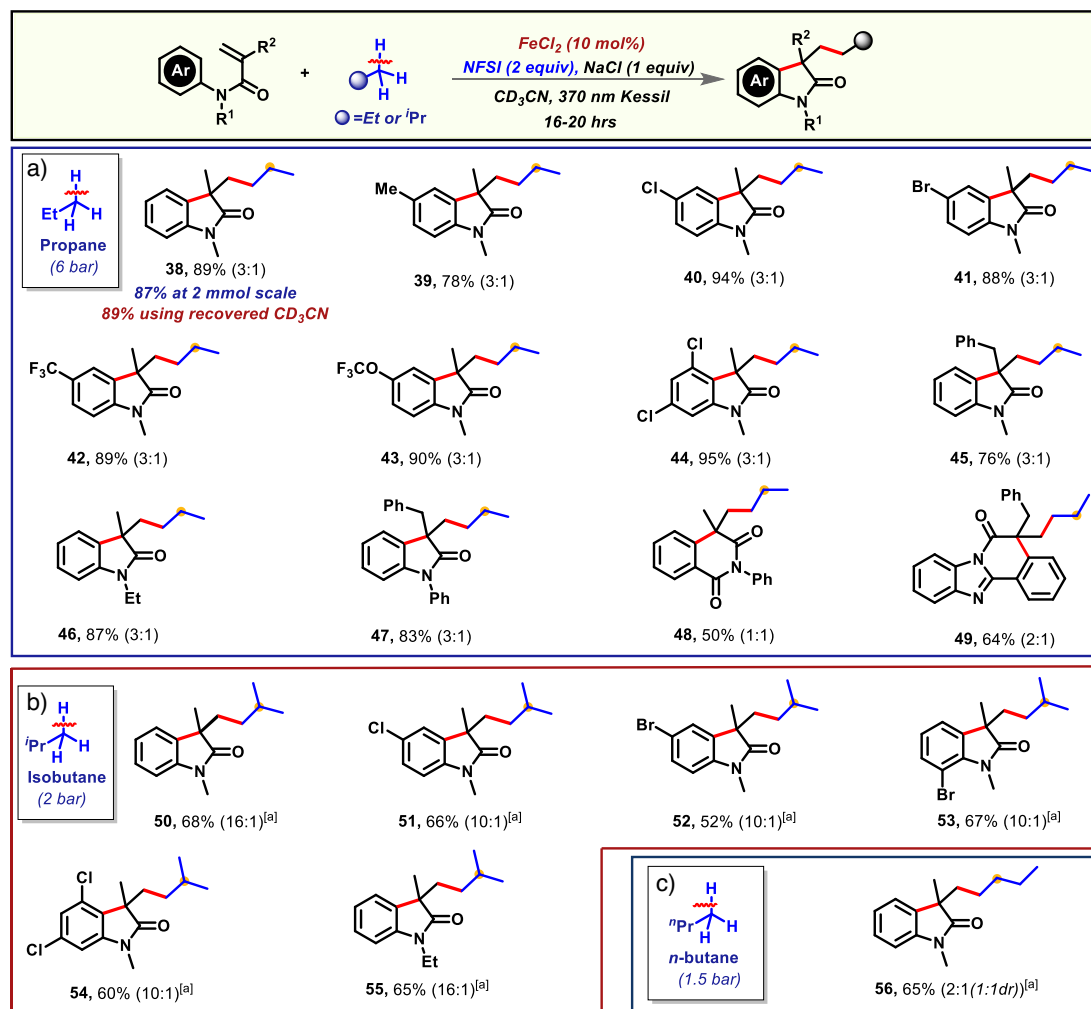 R²
Ar
N
O
R¹
+
H
H
H
=Et or ⁱPr
FeCl₂ (10 mol%)
NFSI (2 equiv), NaCl (1 equiv)
CD₃CN, 370 nm Kessil
16-20 hrs
R²
Ar
O
N
R¹
a)
H
Et
H
H
Propane
(6 bar)
O
N
38, 89% (3:1)
87% at 2 mmol scale
89% using recovered CD₃CN
Me
O
N
39, 78% (3:1)
Cl
O
N
40, 94% (3:1)
Br
O
N
41, 88% (3:1)
F₃C
O
N
42, 89% (3:1)
F₃C
O
O
N
43, 90% (3:1)
Cl
Cl
O
N
44, 95% (3:1)
Ph
O
N
45, 76% (3:1)
O
N
Et
46, 87% (3:1)
Ph
O
N
Ph
47, 83% (3:1)
O
N
Ph
O
48, 50% (1:1)
Ph
O
N
N
49, 64% (2:1)
b)
H
ⁱPr
H
H
Isobutane
(2 bar)
O
N
50, 68% (16:1)[a]
Cl
O
N
51, 66% (10:1)[a]
Br
O
N
52, 52% (10:1)[a]
O
N
Br
53, 67% (10:1)[a]
Cl
Cl
O
N
54, 60% (10:1)[a]
O
N
Et
55, 65% (16:1)[a]
c)
H
ⁿPr
H
H
n-butane
(1.5 bar)
O
N
56, 65% (2:1(1:1dr))[a]